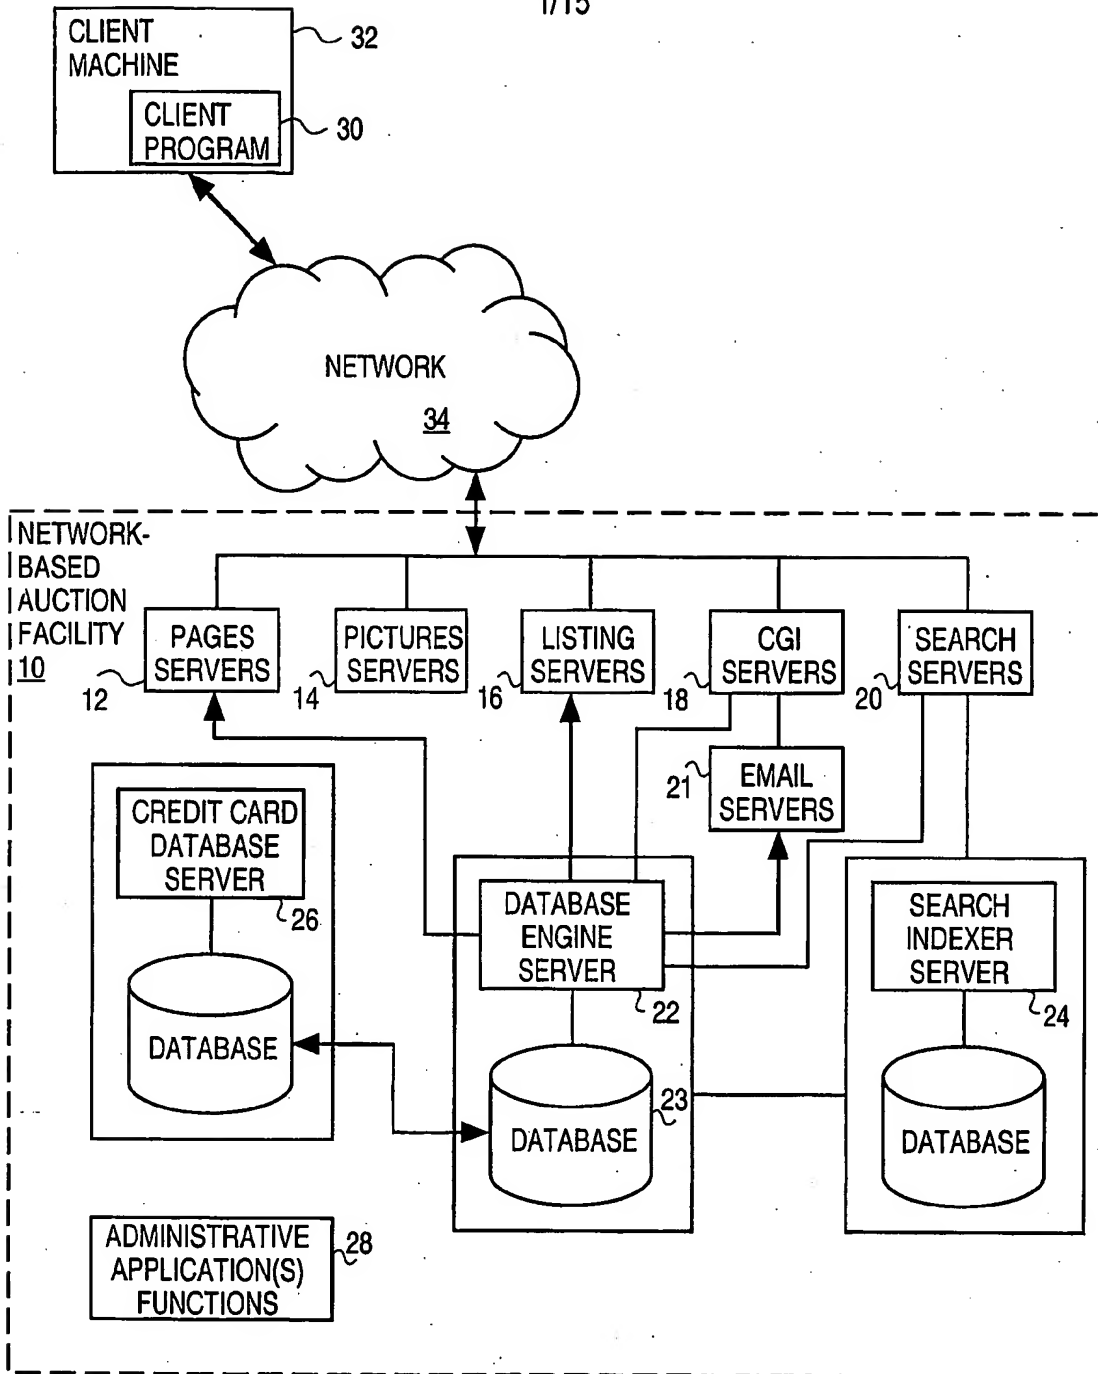 1/15
CLIENT
MACHINE
32
CLIENT
PROGRAM
30
NETWORK
34
NETWORK-
BASED
AUCTION
FACILITY
10
PAGES
SERVERS
12
PICTURES
SERVERS
14
LISTING
SERVERS
16
CGI
SERVERS
18
SEARCH
SERVERS
20
EMAIL
SERVERS
21
CREDIT CARD
DATABASE
SERVER
26
DATABASE
DATABASE
ENGINE
SERVER
22
DATABASE
23
SEARCH
INDEXER
SERVER
24
DATABASE
ADMINISTRATIVE
APPLICATION(S)
FUNCTIONS
28